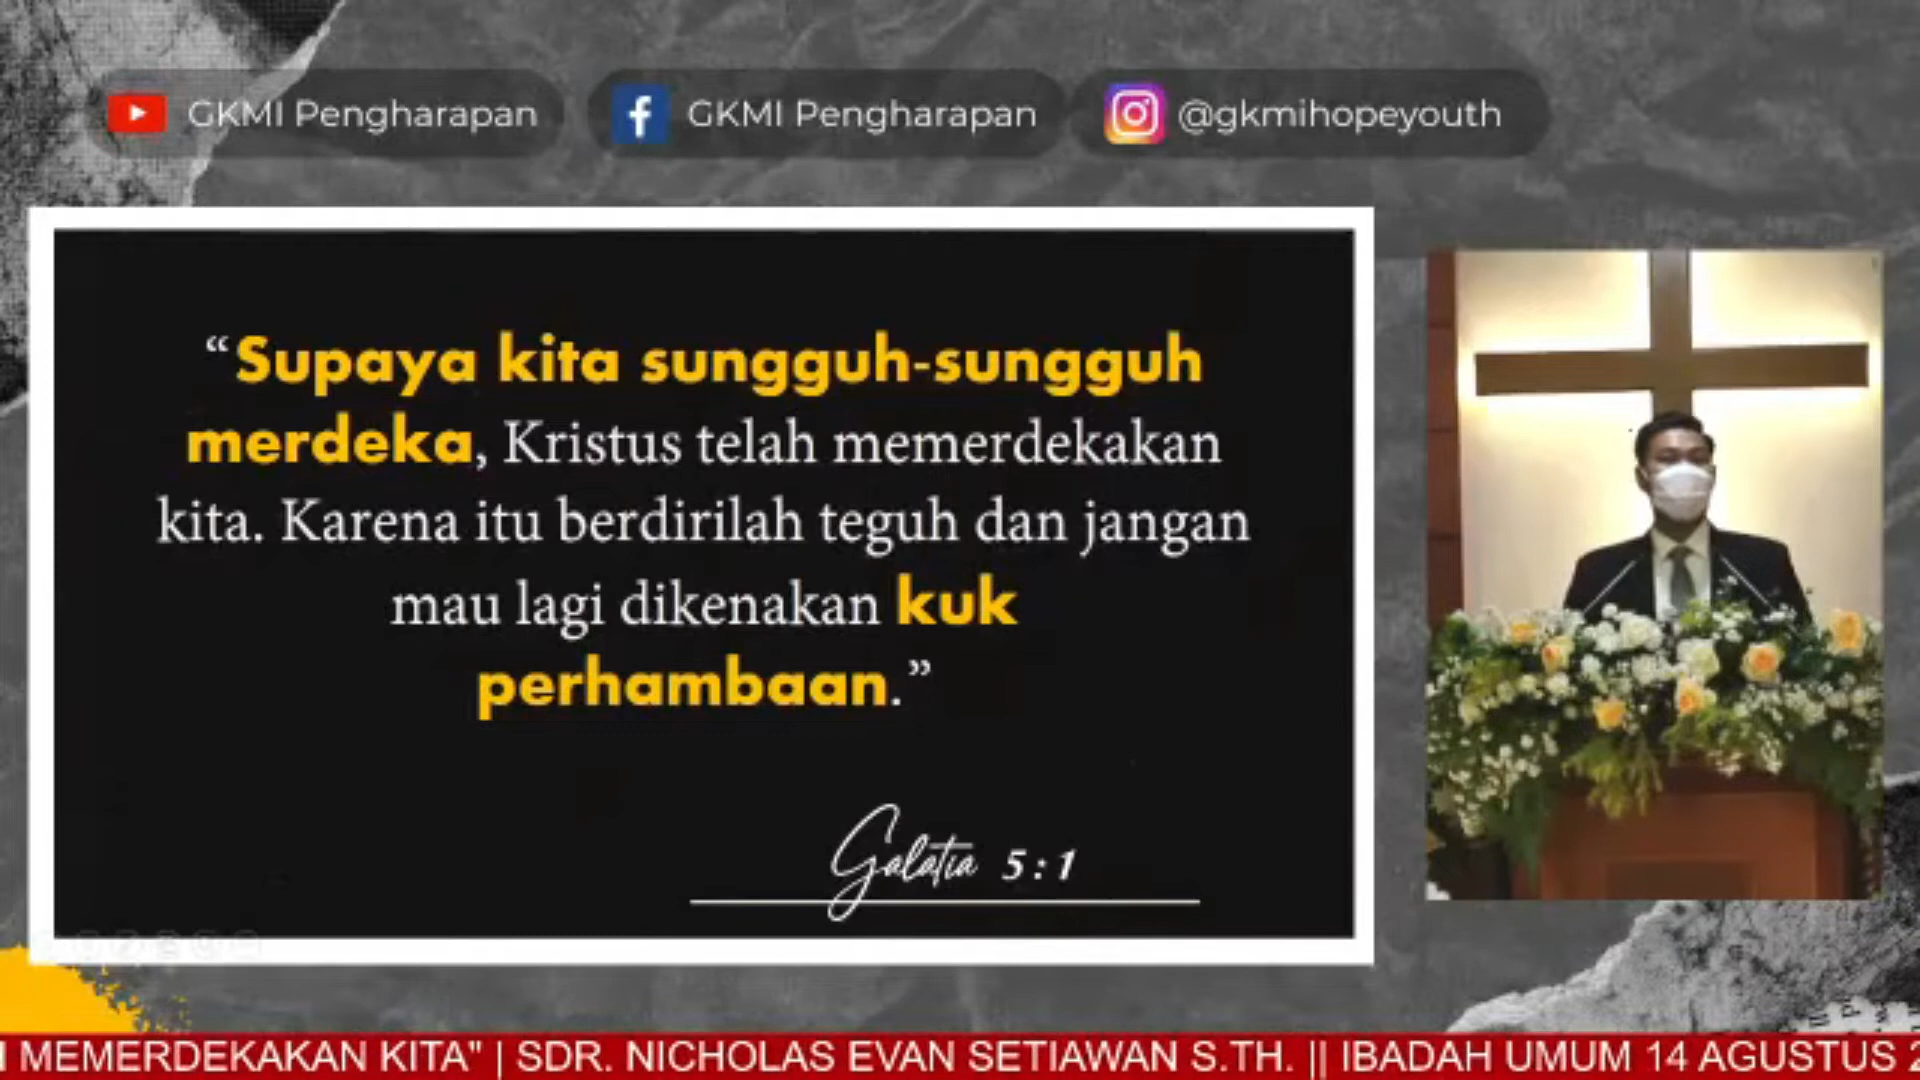 GKMI Pengharapan
GKMI Pengharapan
@gkmihopeyouth
“Supaya kita sungguh-sungguh
merdeka, Kristus telah memerdekakan
kita. Karena itu berdirilah teguh dan jangan
mau lagi dikenakan kuk
perhambaan.”
Galatia 5:1
MEMERDEKAKAN KITA" | SDR. NICHOLAS EVAN SETIAWAN S.TH. || IBADAH UMUM 14 AGUSTUS